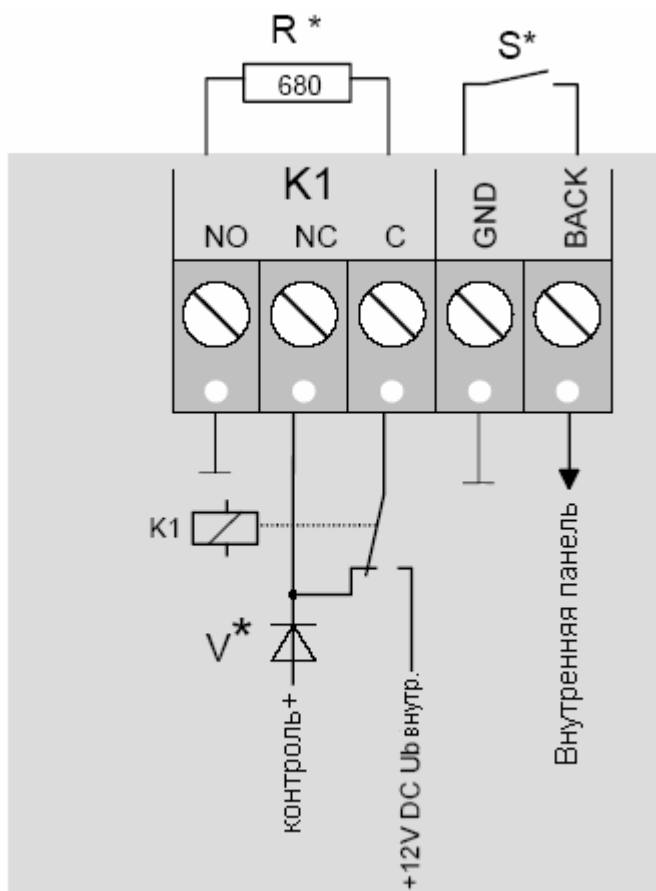 R *
S*
680
K1
NO NC C GND BACK
K1
V*
контроль+
+12V DC Ub внутр.
Внутренняя панель